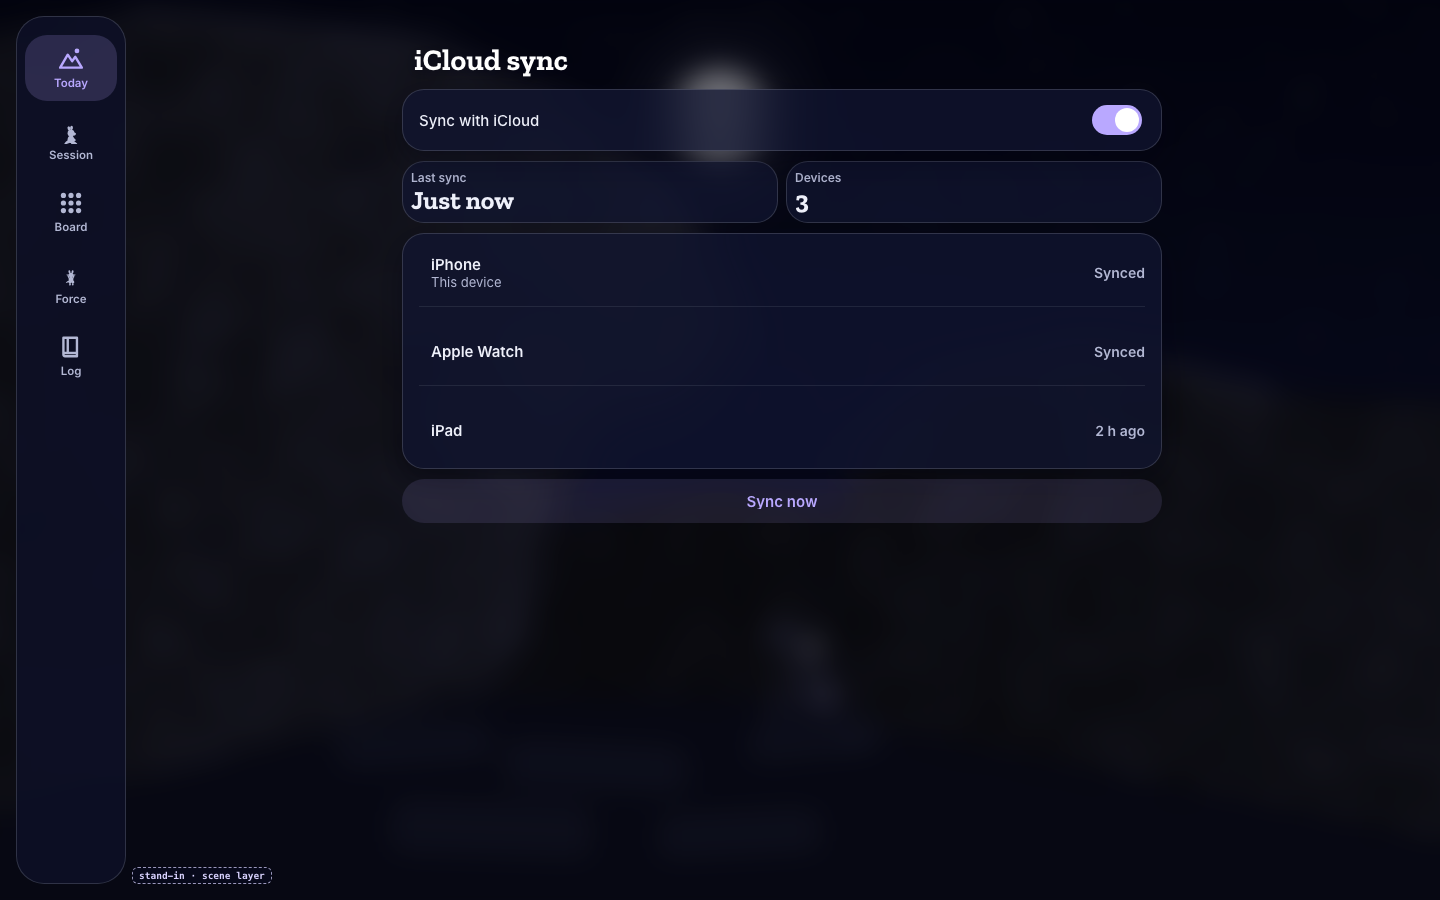 Today
Session
Board
Force
Log
iCloud sync
Sync with iCloud
Last sync
Just now
Devices
3
iPhone
This device
Synced
Apple Watch
Synced
iPad
2 h ago
Sync now
stand-in · scene layer